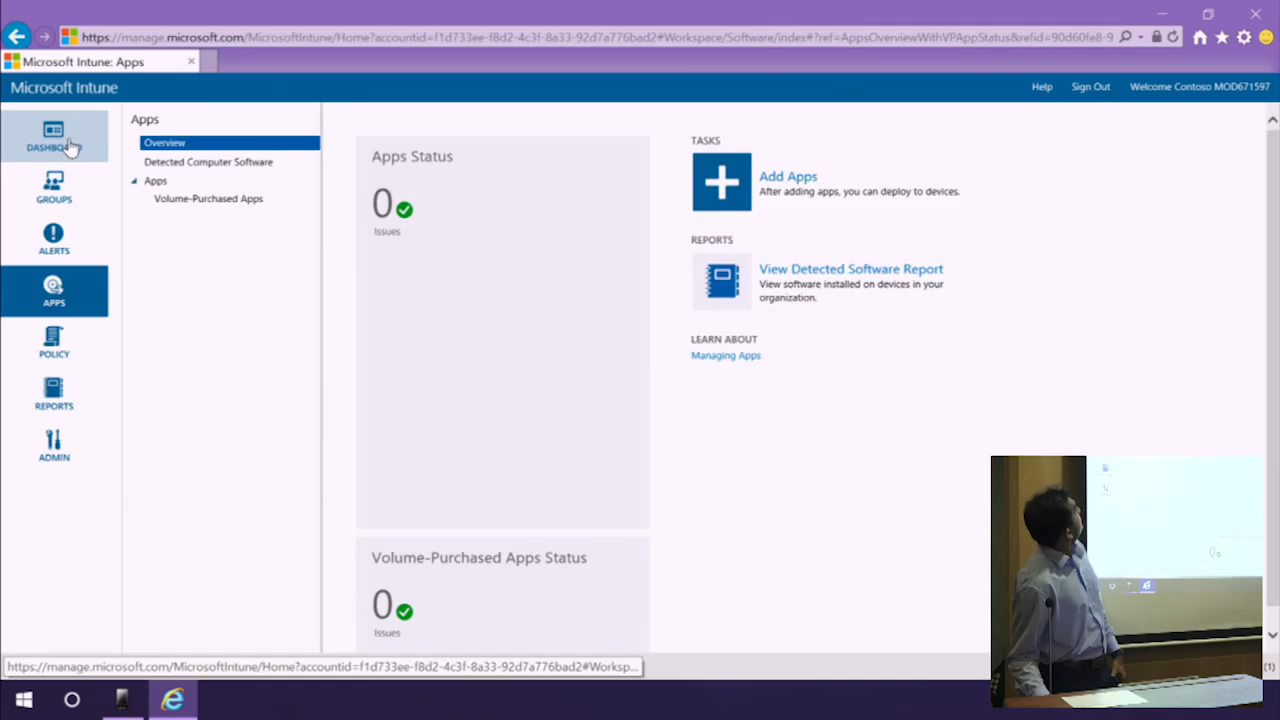 https://manage.microsoft.com/MicrosoftIntune/Home?accountid=f1d733ee-f8d2-4c3f-8a33-92d7a776bad2#Workspace/Software/index#?ref=AppsOverviewWithVPAppStatus&refid=90d60fe8-9
Microsoft Intune: Apps
Microsoft Intune
Help
Sign Out
Welcome Contoso MOD671597
DASHBO
GROUPS
ALERTS
APPS
POLICY
REPORTS
ADMIN
Apps
Overview
Detected Computer Software
Apps
Volume-Purchased Apps
Apps Status
0
Issues
Volume-Purchased Apps Status
0
Issues
TASKS
Add Apps
After adding apps, you can deploy to devices.
REPORTS
View Detected Software Report
View software installed on devices in your
organization.
LEARN ABOUT
Managing Apps
https://manage.microsoft.com/MicrosoftIntune/Home?accountid=f1d733ee-f8d2-4c3f-8a33-92d7a776bad2#Worksp...
(1)